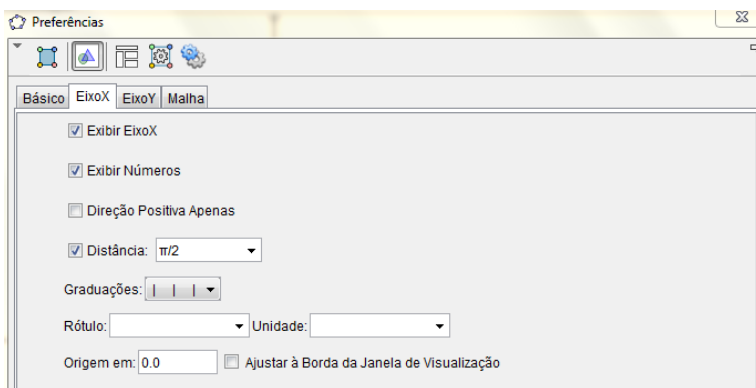 Preferências
Básico EixoX EixoY Malha
Exibir EixoX
Exibir Números
Direção Positiva Apenas
Distância: π/2
Graduações: | | |
Rótulo: Unidade:
Origem em: 0.0 Ajustar à Borda da Janela de Visualização